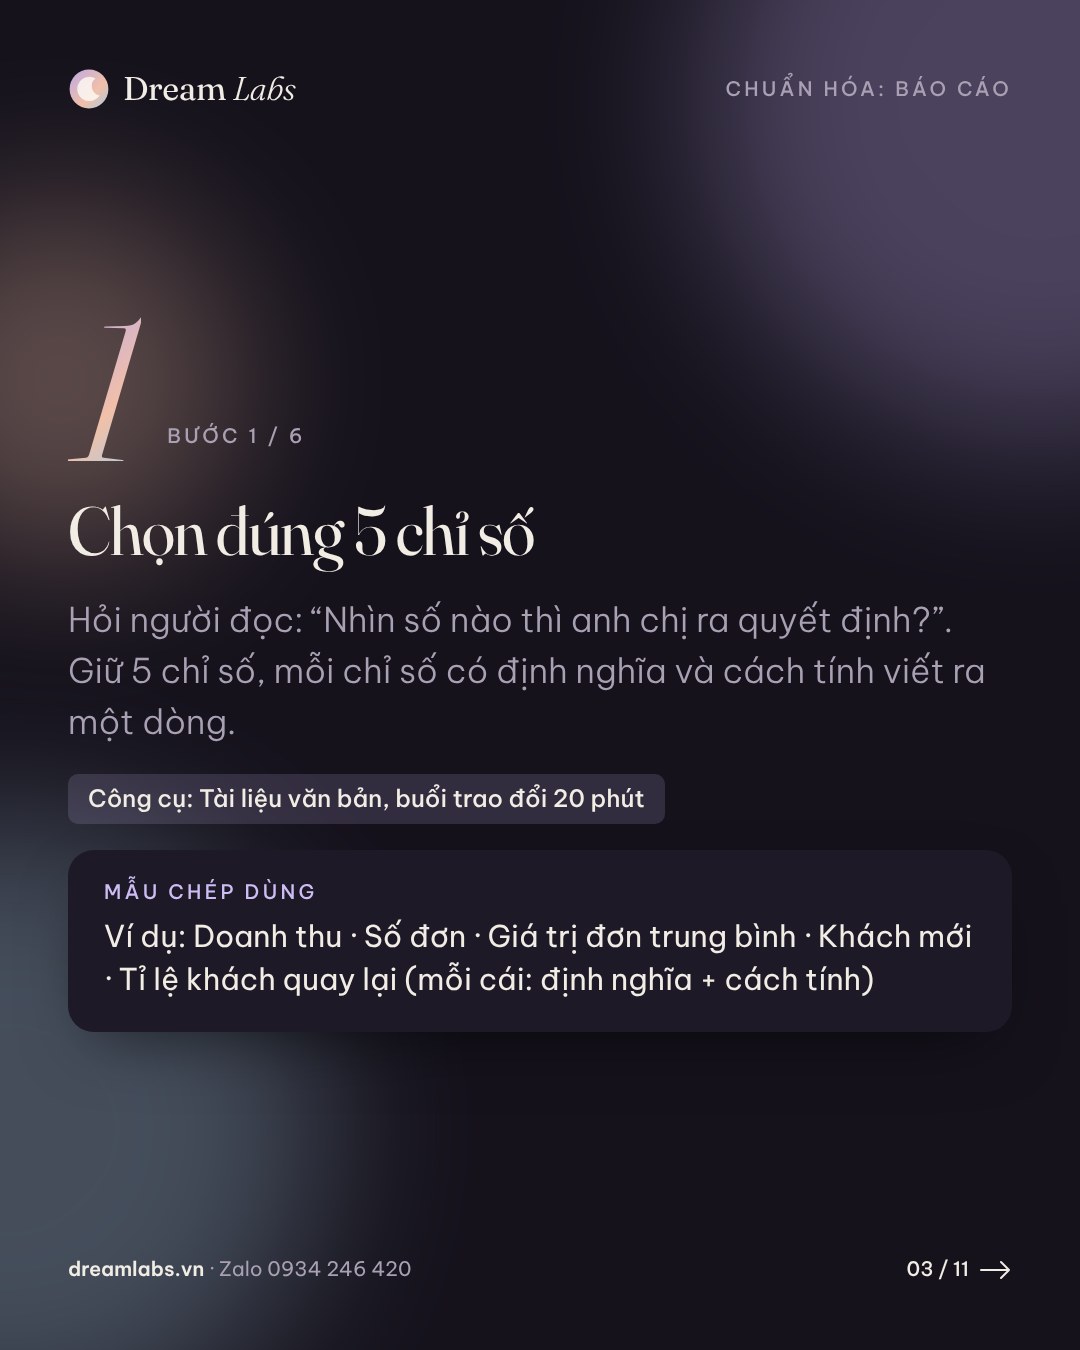 Dream Labs
CHUẨN HÓA: BÁO CÁO
1
BƯỚC 1 / 6
Chọn đúng 5 chỉ số
Hỏi người đọc: “Nhìn số nào thì anh chị ra quyết định?”.
Giữ 5 chỉ số, mỗi chỉ số có định nghĩa và cách tính viết ra
một dòng.
Công cụ: Tài liệu văn bản, buổi trao đổi 20 phút
MẪU CHÉP DÙNG
Ví dụ: Doanh thu · Số đơn · Giá trị đơn trung bình · Khách mới
· Tỉ lệ khách quay lại (mỗi cái: định nghĩa + cách tính)
dreamlabs.vn · Zalo 0934 246 420
03 / 11 →